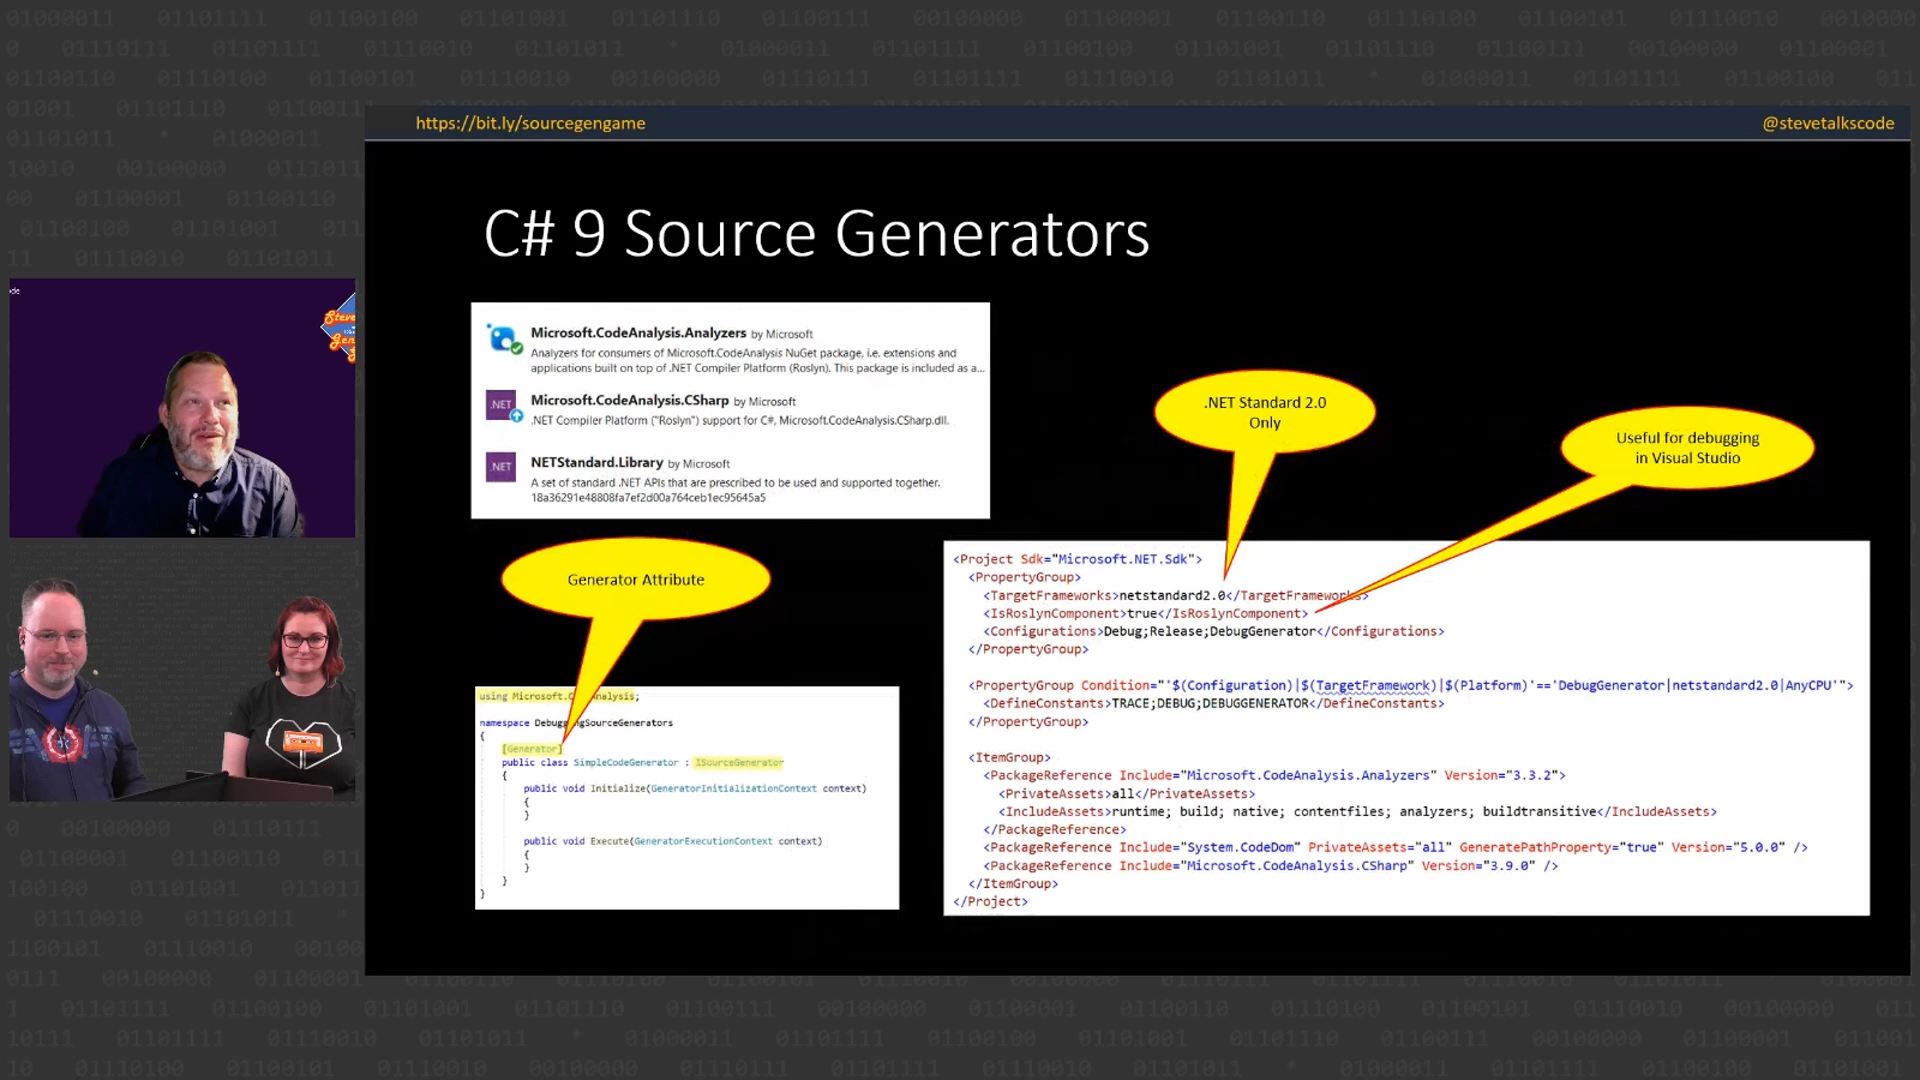 https://bit.ly/sourcegengame
@stevetalkscode
C# 9 Source Generators
Microsoft.CodeAnalysis.Analyzers by Microsoft
Analyzers for consumers of Microsoft.CodeAnalysis NuGet package, i.e. extensions and
applications built on top of .NET Compiler Platform (Roslyn). This package is included as a...
.NET
Microsoft.CodeAnalysis.CSharp by Microsoft
.NET Compiler Platform ("Roslyn") support for C#, Microsoft.CodeAnalysis.CSharp.dll.
.NET
NETStandard.Library by Microsoft
A set of standard .NET APIs that are prescribed to be used and supported together.
18a36291e48808fa7ef2d00a764ceb1ec95645a5
.NET Standard 2.0
Only
Useful for debugging
in Visual Studio
Generator Attribute
using Microsoft.C nalysis;
namespace Debug ngSourceGenerators
{
[Generator]
public class SimpleCodeGenerator : ISourceGenerator
{
public void Initialize(GeneratorInitializationContext context)
{
}
public void Execute(GeneratorExecutionContext context)
{
}
}
}
<Project Sdk="Microsoft.NET.Sdk">
<PropertyGroup>
<TargetFrameworks>netstandard2.0</TargetFrameworks>
<IsRoslynComponent>true</IsRoslynComponent>
<Configurations>Debug;Release;DebugGenerator</Configurations>
</PropertyGroup>
<PropertyGroup Condition="'$(Configuration)|$(TargetFramework)|$(Platform)'=='DebugGenerator|netstandard2.0|AnyCPU'">
<DefineConstants>TRACE;DEBUG;DEBUGGENERATOR</DefineConstants>
</PropertyGroup>
<ItemGroup>
<PackageReference Include="Microsoft.CodeAnalysis.Analyzers" Version="3.3.2">
<PrivateAssets>all</PrivateAssets>
<IncludeAssets>runtime; build; native; contentfiles; analyzers; buildtransitive</IncludeAssets>
</PackageReference>
<PackageReference Include="System.CodeDom" PrivateAssets="all" GeneratePathProperty="true" Version="5.0.0" />
<PackageReference Include="Microsoft.CodeAnalysis.CSharp" Version="3.9.0" />
</ItemGroup>
</Project>